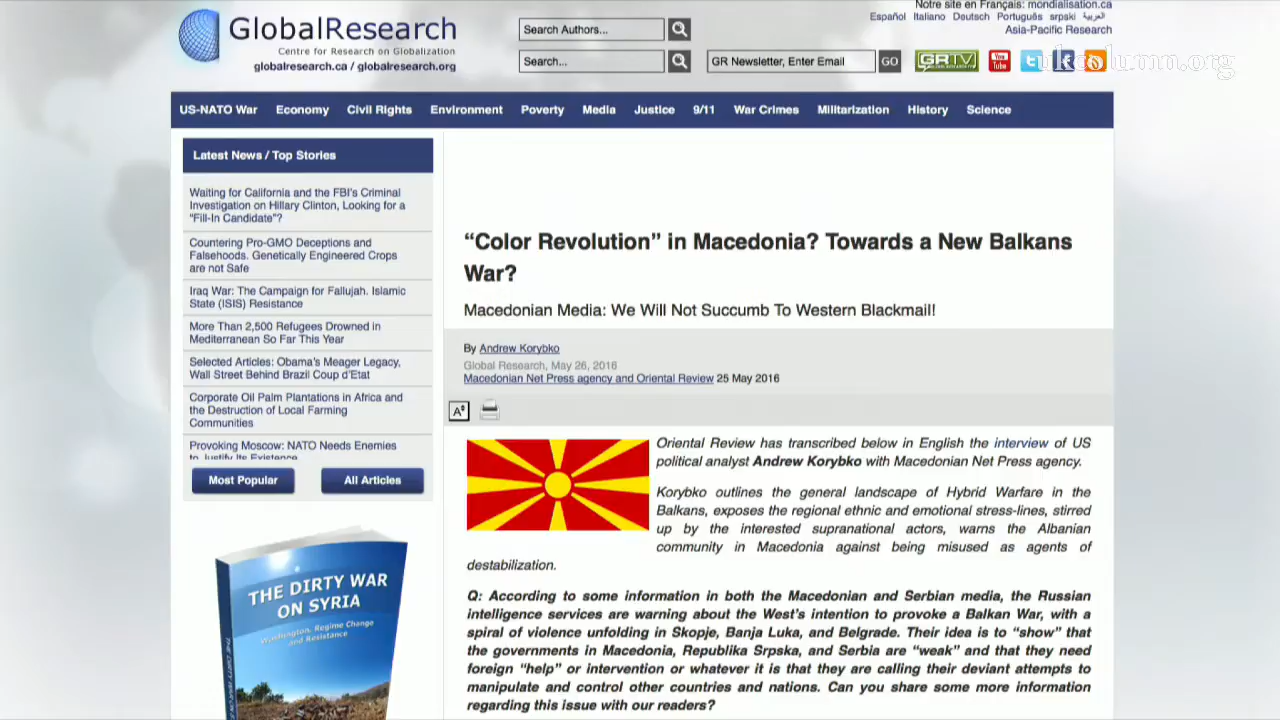 Notre site en Français: mondialisation.ca
Español Italiano Deutsch Português srpski العربية
Asia-Pacific Research
GlobalResearch
Centre for Research on Globalization
globalresearch.ca / globalresearch.org
Search Authors...
Search...
GR Newsletter, Enter Email
GO
GRTV
You
Tube
ukcolumn.org
US-NATO War Economy Civil Rights Environment Poverty Media Justice 9/11 War Crimes Militarization History Science
Latest News / Top Stories
Waiting for California and the FBI's Criminal
Investigation on Hillary Clinton, Looking for a
"Fill-In Candidate"?
Countering Pro-GMO Deceptions and
Falsehoods. Genetically Engineered Crops
are not Safe
Iraq War: The Campaign for Fallujah. Islamic
State (ISIS) Resistance
More Than 2,500 Refugees Drowned in
Mediterranean So Far This Year
Selected Articles: Obama's Meager Legacy,
Wall Street Behind Brazil Coup d'Etat
Corporate Oil Palm Plantations in Africa and
the Destruction of Local Farming
Communities
Provoking Moscow: NATO Needs Enemies
to Justify Its Existence
Most Popular
All Articles
THE DIRTY WAR
ON SYRIA
Washington, Regime Change
and Resistance
“Color Revolution” in Macedonia? Towards a New Balkans
War?
Macedonian Media: We Will Not Succumb To Western Blackmail!
By Andrew Korybko
Global Research, May 26, 2016
Macedonian Net Press agency and Oriental Review 25 May 2016
A
Oriental Review has transcribed below in English the interview of US
political analyst Andrew Korybko with Macedonian Net Press agency.
Korybko outlines the general landscape of Hybrid Warfare in the
Balkans, exposes the regional ethnic and emotional stress-lines, stirred
up by the interested supranational actors, warns the Albanian
community in Macedonia against being misused as agents of
destabilization.
Q: According to some information in both the Macedonian and Serbian media, the Russian
intelligence services are warning about the West's intention to provoke a Balkan War, with a
spiral of violence unfolding in Skopje, Banja Luka, and Belgrade. Their idea is to “show” that
the governments in Macedonia, Republika Srpska, and Serbia are “weak” and that they need
foreign “help” or intervention or whatever it is that they are calling their deviant attempts to
manipulate and control other countries and nations. Can you share some more information
regarding this issue with our readers?